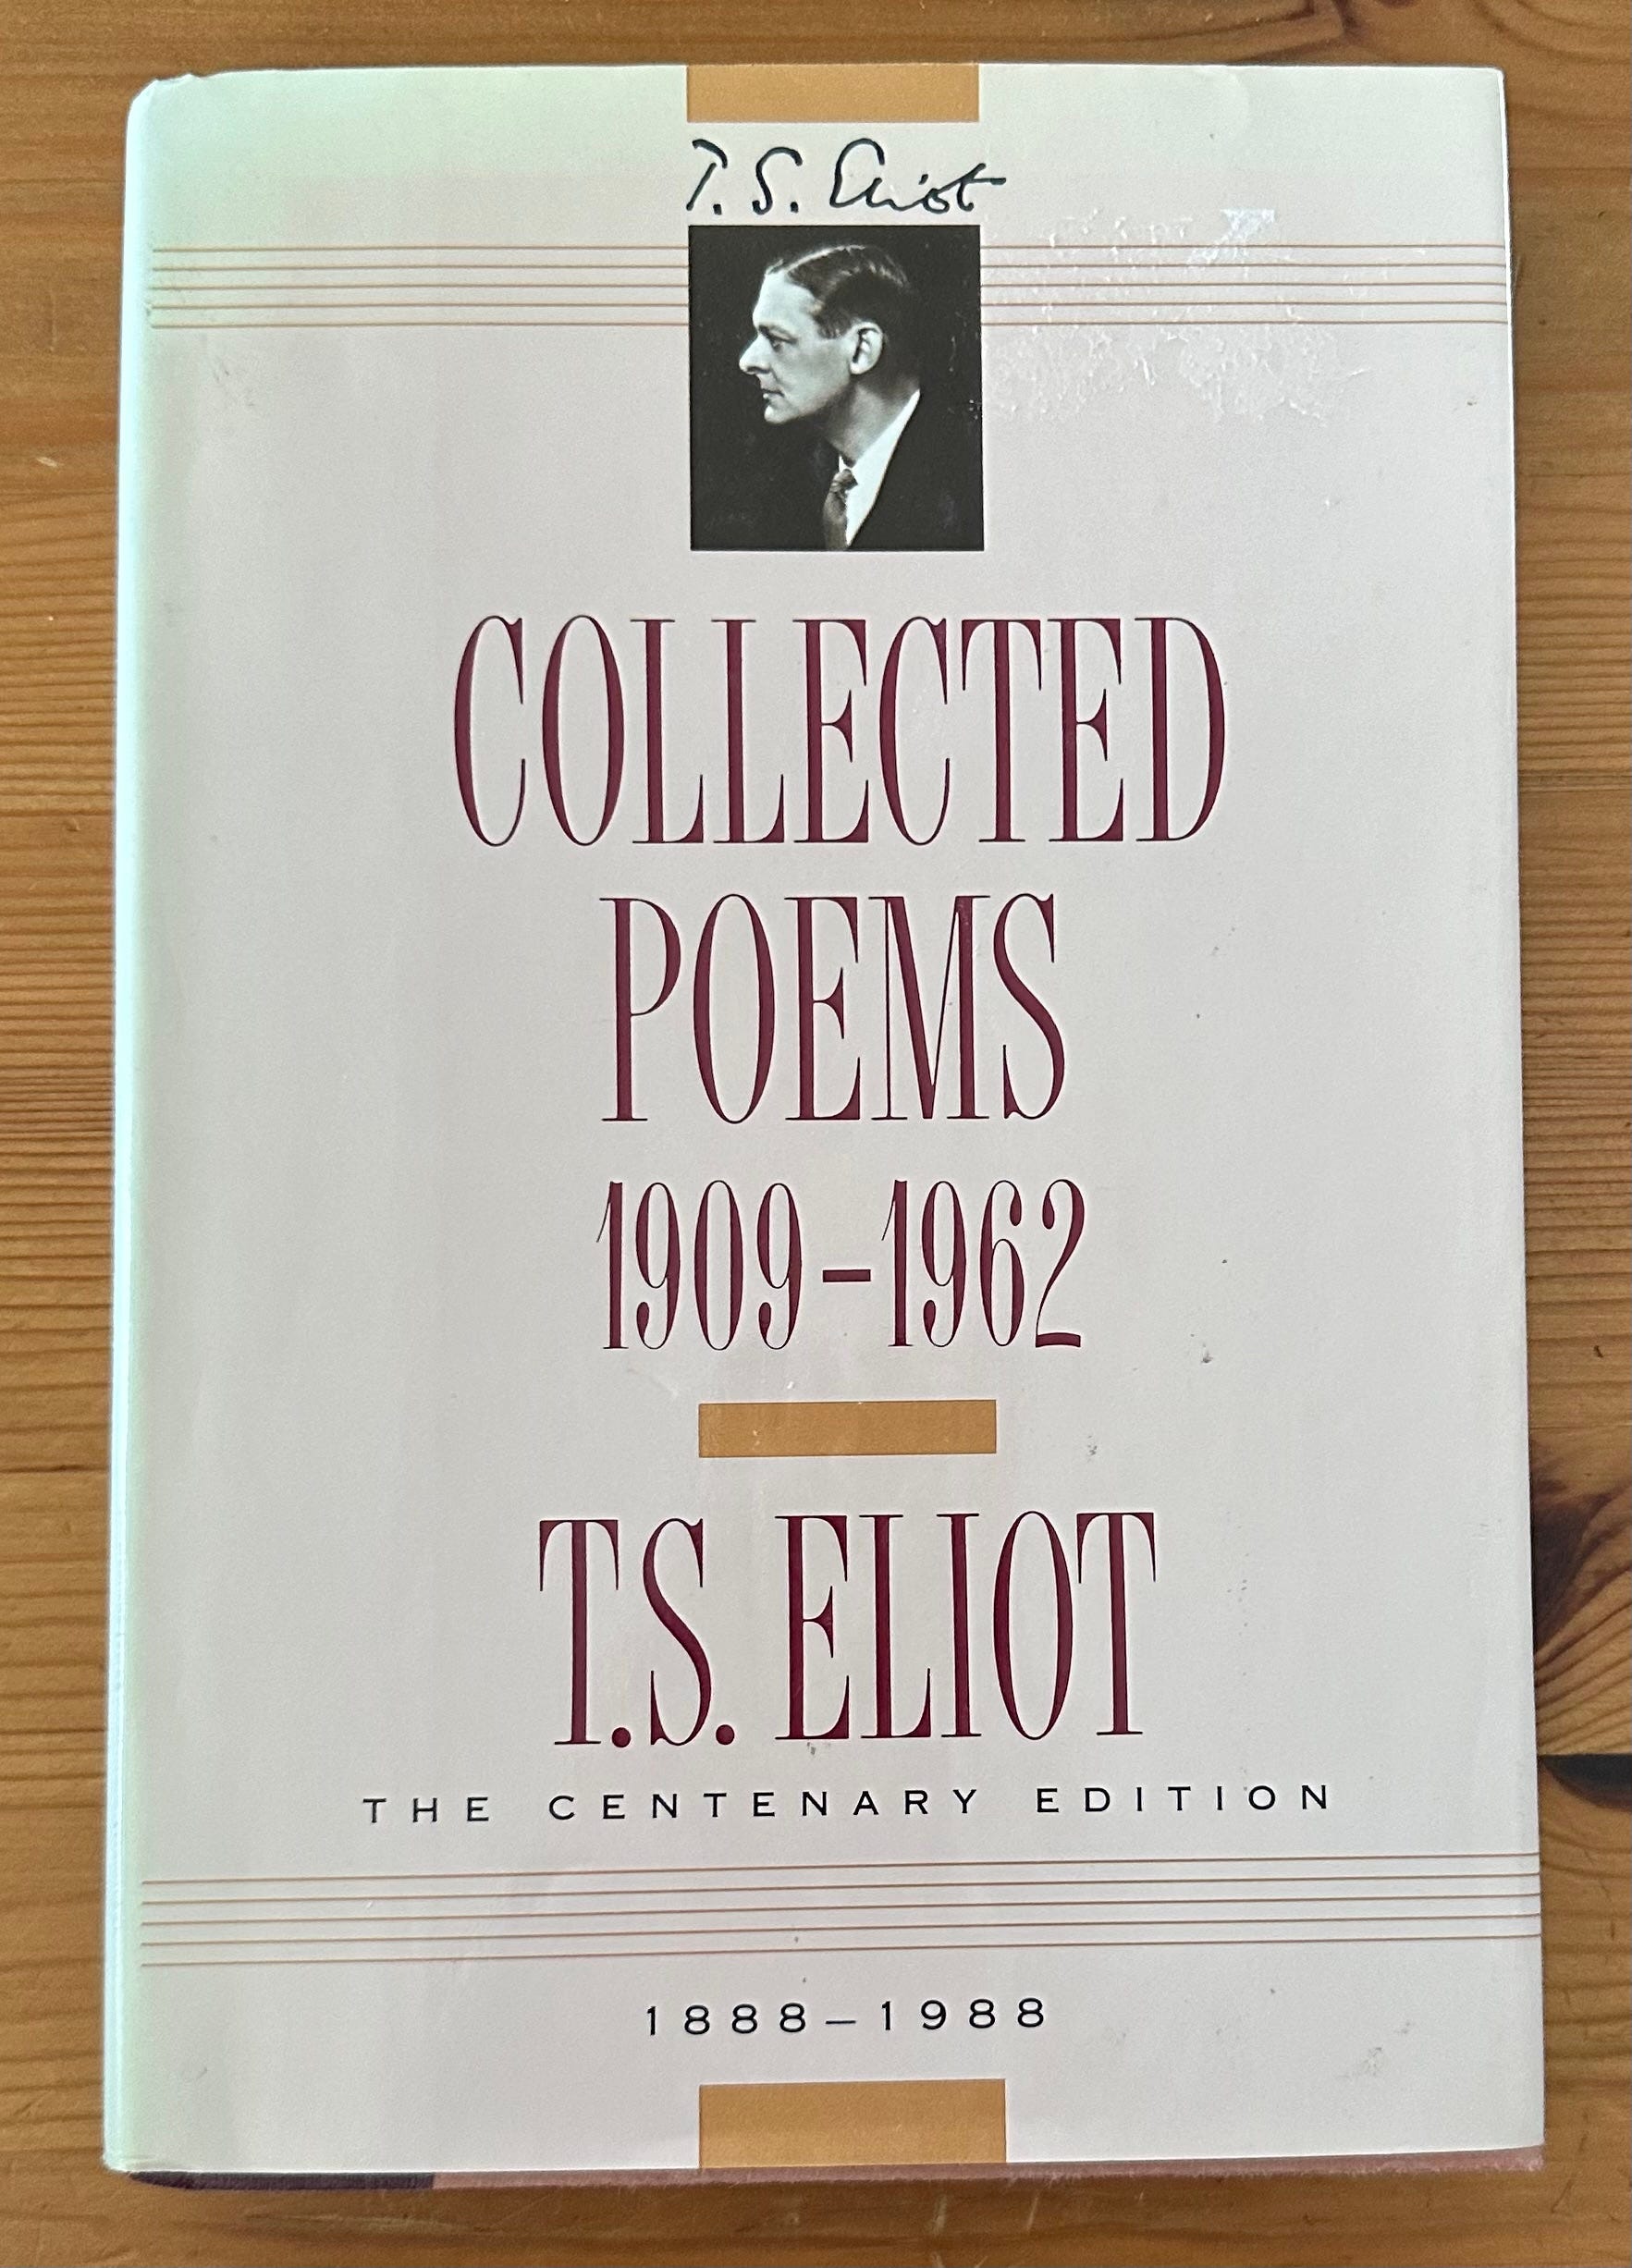 T. S. Eliot
COLLECTED
POEMS
1909–1962
T.S. ELIOT
THE CENTENARY EDITION
1888–1988